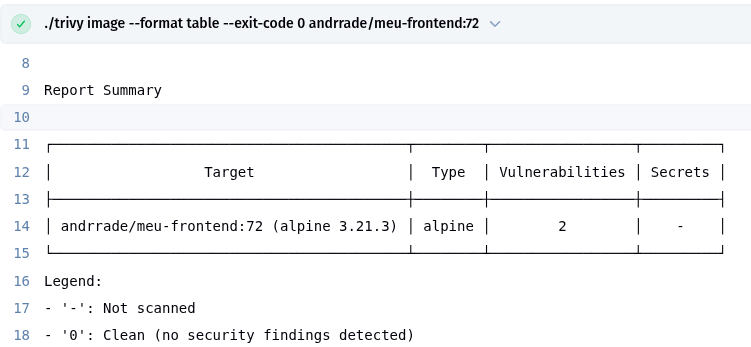 ./trivy image --format table --exit-code 0 andrrade/meu-frontend:72
8
9 Report Summary
10
11 ┌───────────────────────────────────────────┬────────┬─────────────────┬─────────┐
12 │ Target │ Type │ Vulnerabilities │ Secrets │
13 ├───────────────────────────────────────────┼────────┼─────────────────┼─────────┤
14 │ andrrade/meu-frontend:72 (alpine 3.21.3) │ alpine │ 2 │ - │
15 └───────────────────────────────────────────┴────────┴─────────────────┴─────────┘
16 Legend:
17 - '-': Not scanned
18 - '0': Clean (no security findings detected)